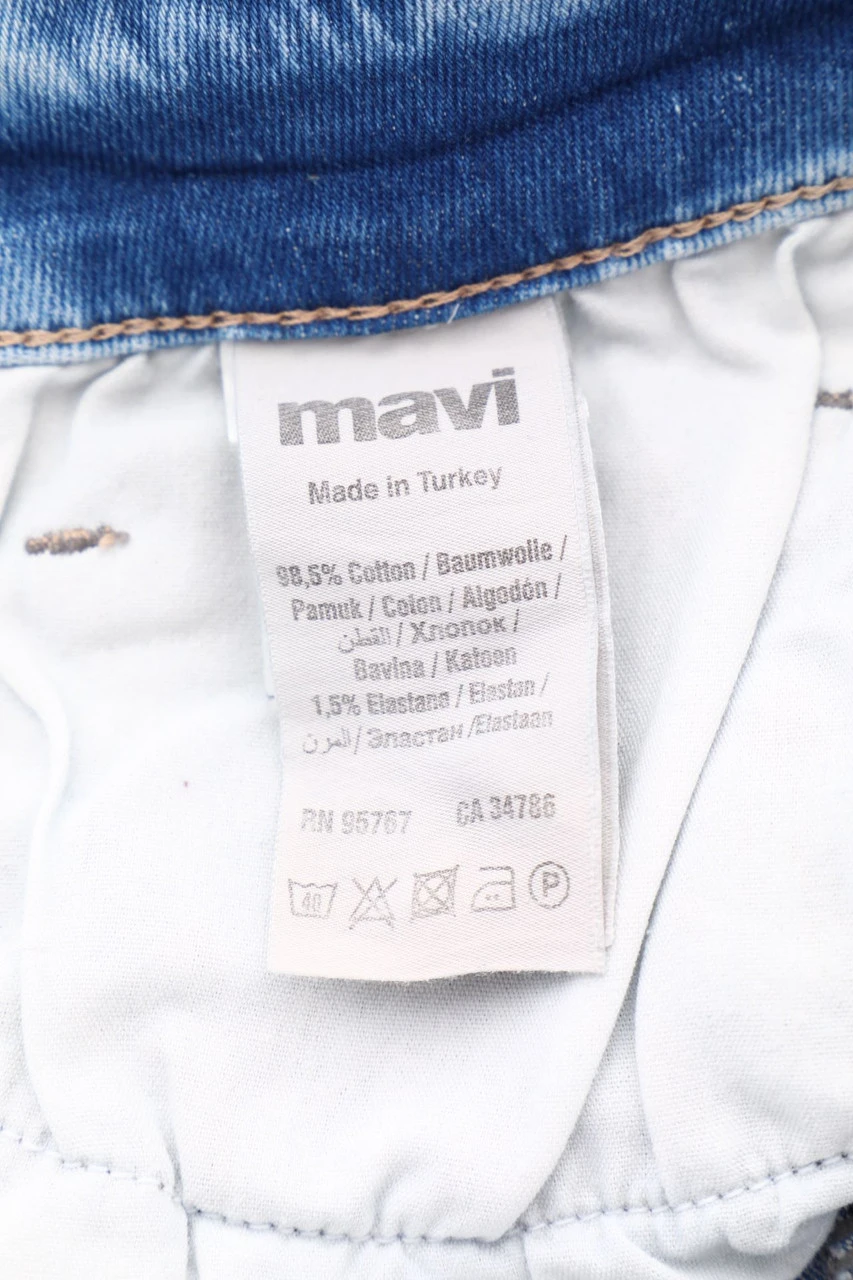 mavi
Made in Turkey
98,5% Cotton / Baumwolle /
Pamuk / Coton / Algodón /
القطن / Хлопок /
Bavlna / Katoen
1,5% Elastane / Elastan /
/ Эластан /Elastaan
RN 95767 CA 34786
40 P